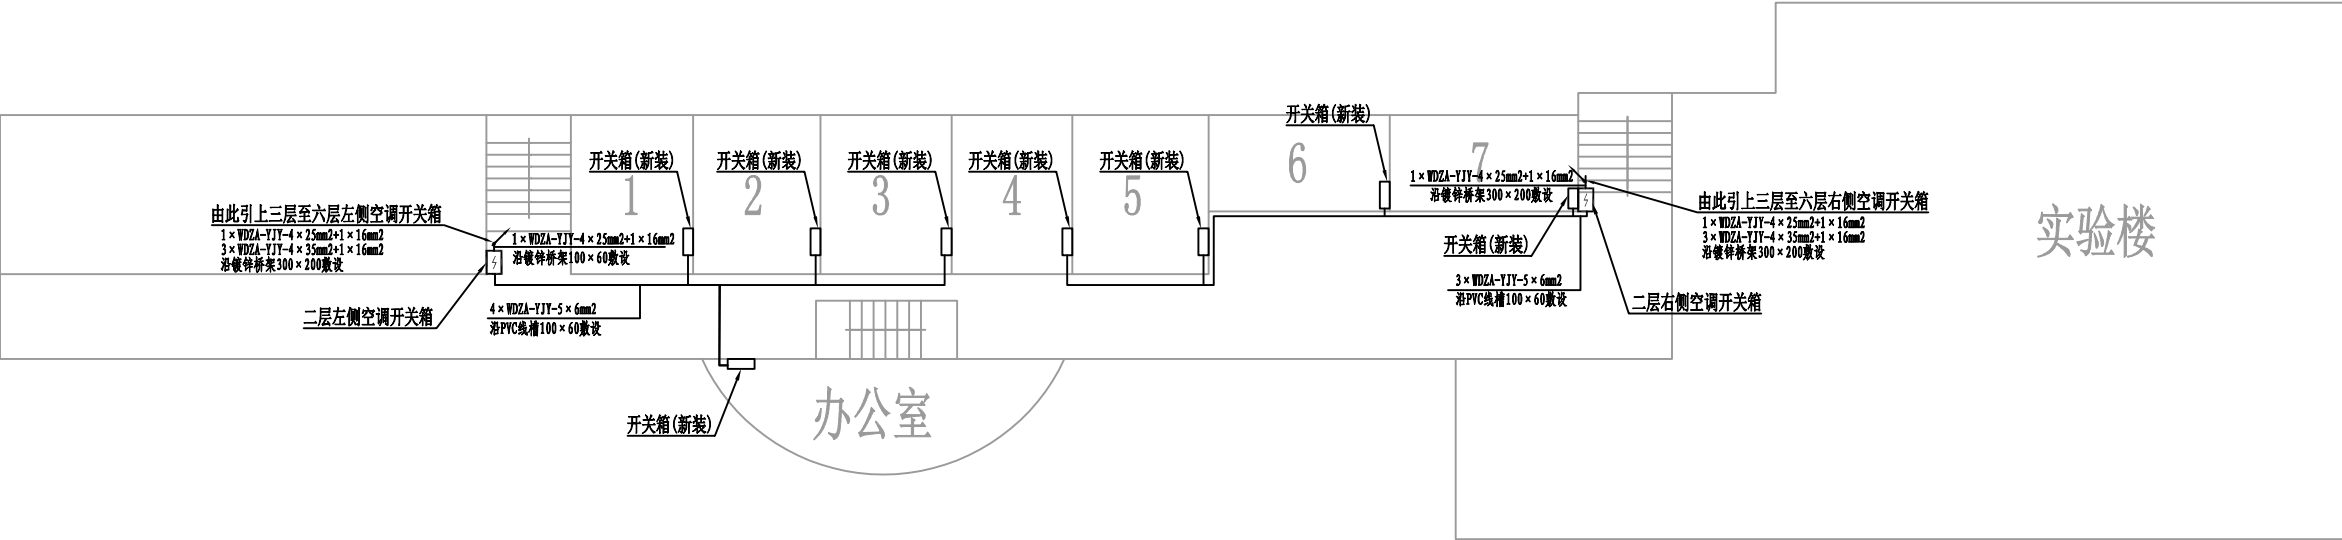 开关箱(新装)
开关箱(新装)
1
开关箱(新装)
2
开关箱(新装)
3
开关箱(新装)
4
开关箱(新装)
5
6
7
1×WDZA-YJY-4×25mm2+1×16mm2
沿镀锌桥架300×200敷设
由此引上三层至六层左侧空调开关箱
1×WDZA-YJY-4×25mm2+1×16mm2
3×WDZA-YJY-4×35mm2+1×16mm2
沿镀锌桥架300×200敷设
1×WDZA-YJY-4×25mm2+1×16mm2
沿镀锌桥架100×60敷设
由此引上三层至六层右侧空调开关箱
1×WDZA-YJY-4×25mm2+1×16mm2
3×WDZA-YJY-4×35mm2+1×16mm2
沿镀锌桥架300×200敷设
实验楼
开关箱(新装)
3×WDZA-YJY-5×6mm2
沿PVC线槽100×60敷设
二层右侧空调开关箱
二层左侧空调开关箱
4×WDZA-YJY-5×6mm2
沿PVC线槽100×60敷设
开关箱(新装)
办公室